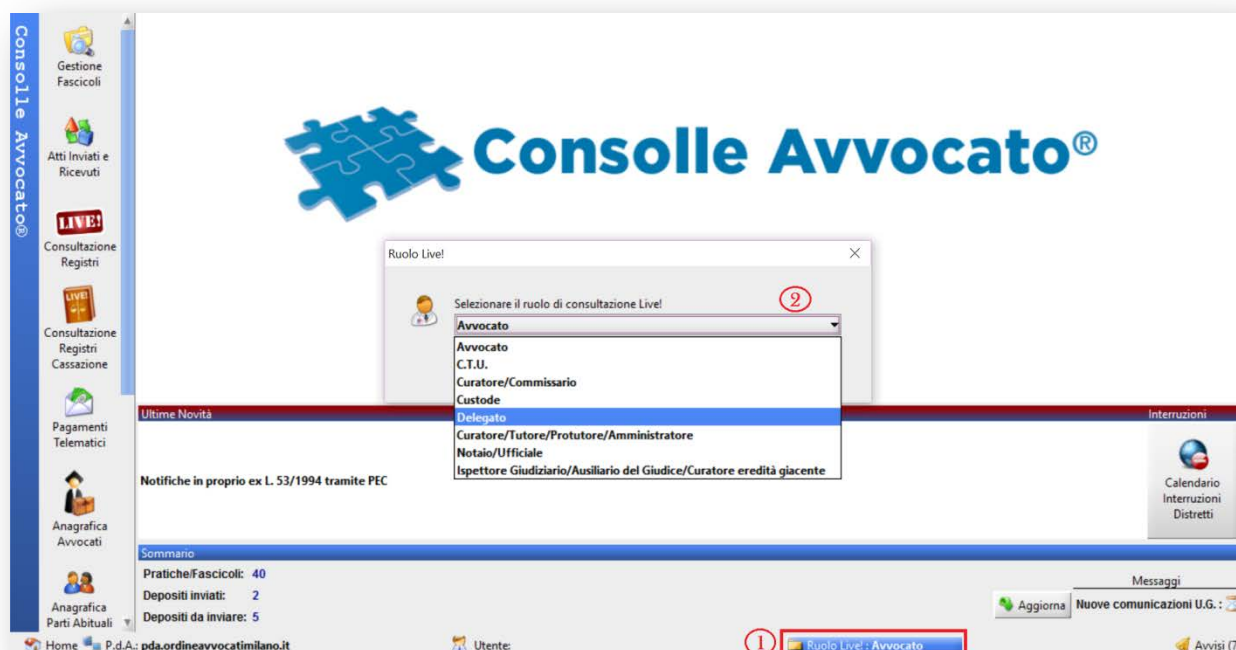 Consolle Avvocato®
Gestione
Fascicoli
Atti Inviati e
Ricevuti
LIVE!
Consultazione
Registri
LIVE!
Consultazione
Registri
Cassazione
Pagamenti
Telematici
Anagrafica
Avvocati
Anagrafica
Parti Abituali
Consolle Avvocato®
Ruolo Live!
Selezionare il ruolo di consultazione Live!
2
Avvocato
Avvocato
C.T.U.
Curatore/Commissario
Custode
Delegato
Curatore/Tutore/Protutore/Amministratore
Notaio/Ufficiale
Ispettore Giudiziario/Ausiliario del Giudice/Curatore eredità giacente
Ultime Novità
Notifiche in proprio ex L. 53/1994 tramite PEC
Interruzioni
Calendario
Interruzioni
Distretti
Sommario
Pratiche/Fascicoli: 40
Depositi inviati: 2
Depositi da inviare: 5
Messaggi
Aggiorna
Nuove comunicazioni U.G. :
Home
P.d.A.: pda.ordineavvocatimilano.it
Utente:
1
Ruolo Live! : Avvocato
Avvisi (7